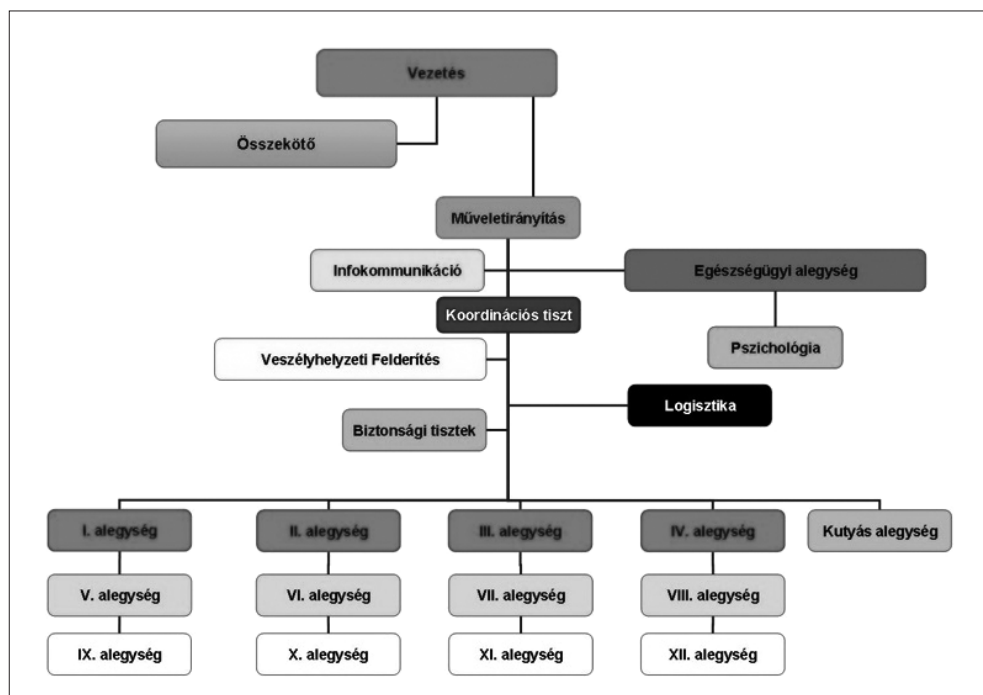 Vezetés
Összekötő
Műveletirányítás
Infokommunikáció
Egészségügyi alegység
Koordinációs tiszt
Pszichológia
Veszélyhelyzeti Felderítés
Logisztika
Biztonsági tisztek
I. alegység
II. alegység
III. alegység
IV. alegység
Kutyás alegység
V. alegység
VI. alegység
VII. alegység
VIII. alegység
IX. alegység
X. alegység
XI. alegység
XII. alegység